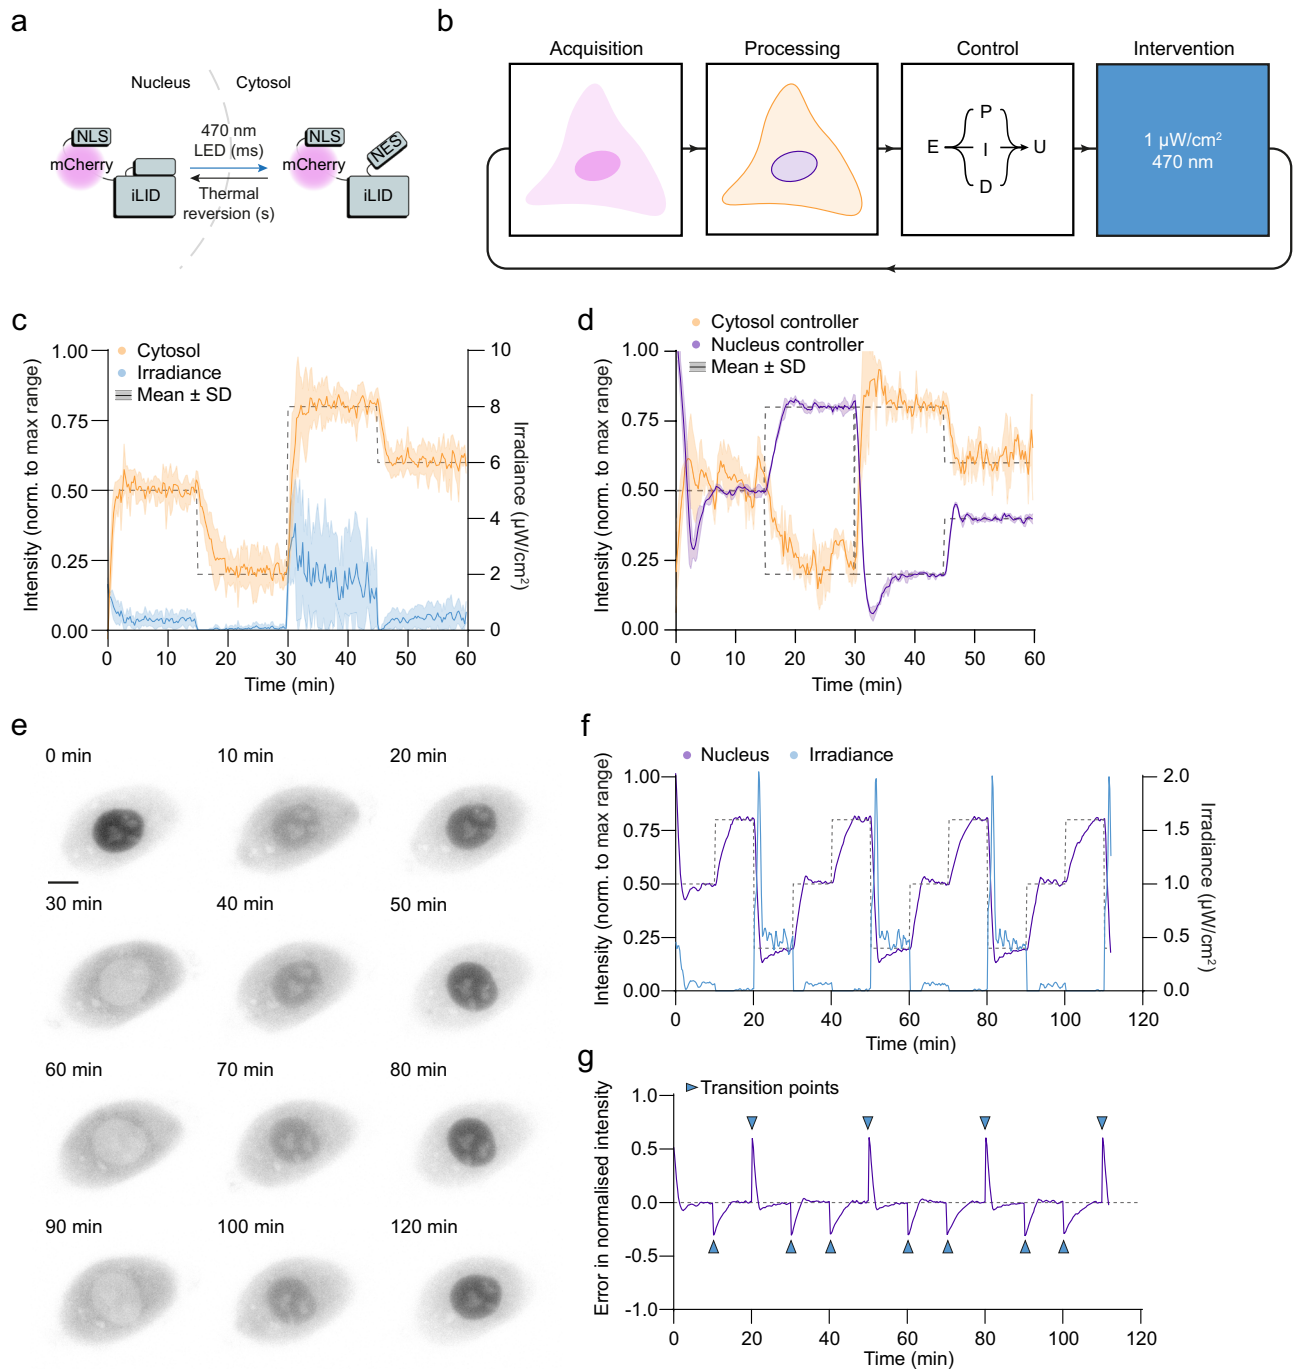 a
Nucleus
Cytosol
NLS
mCherry
iLID
470 nm
LED (ms)
Thermal
reversion (s)
NLS
mCherry
NES
iLID
b
Acquisition
Processing
Control
Intervention
E
P
I
D
U
1 µW/cm²
470 nm
c
Cytosol
Irradiance
Mean ± SD
Intensity (norm. to max range)
1.00
0.75
0.50
0.25
0.00
10
8
6
4
2
0
Irradiance (µW/cm²)
0 10 20 30 40 50 60
Time (min)
d
Cytosol controller
Nucleus controller
Mean ± SD
Intensity (norm. to max range)
1.00
0.75
0.50
0.25
0.00
0 10 20 30 40 50 60
Time (min)
e
0 min 10 min 20 min
30 min 40 min 50 min
60 min 70 min 80 min
90 min 100 min 120 min
f
Nucleus
Irradiance
Intensity (norm. to max range)
1.00
0.75
0.50
0.25
0.00
2.0
1.5
1.0
0.5
0.0
Irradiance (µW/cm²)
0 20 40 60 80 100 120
Time (min)
g
Transition points
Error in normalised intensity
1.0
0.5
0.0
-0.5
-1.0
0 20 40 60 80 100 120
Time (min)